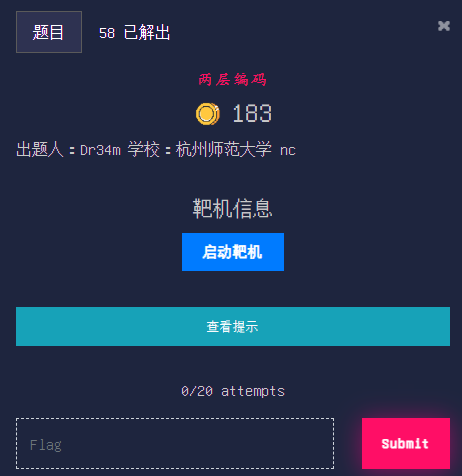 题目 58 已解出
两层编码
183
出题人：Dr34m 学校：杭州师范大学 nc
靶机信息
启动靶机
查看提示
0/20 attempts
Flag Submit